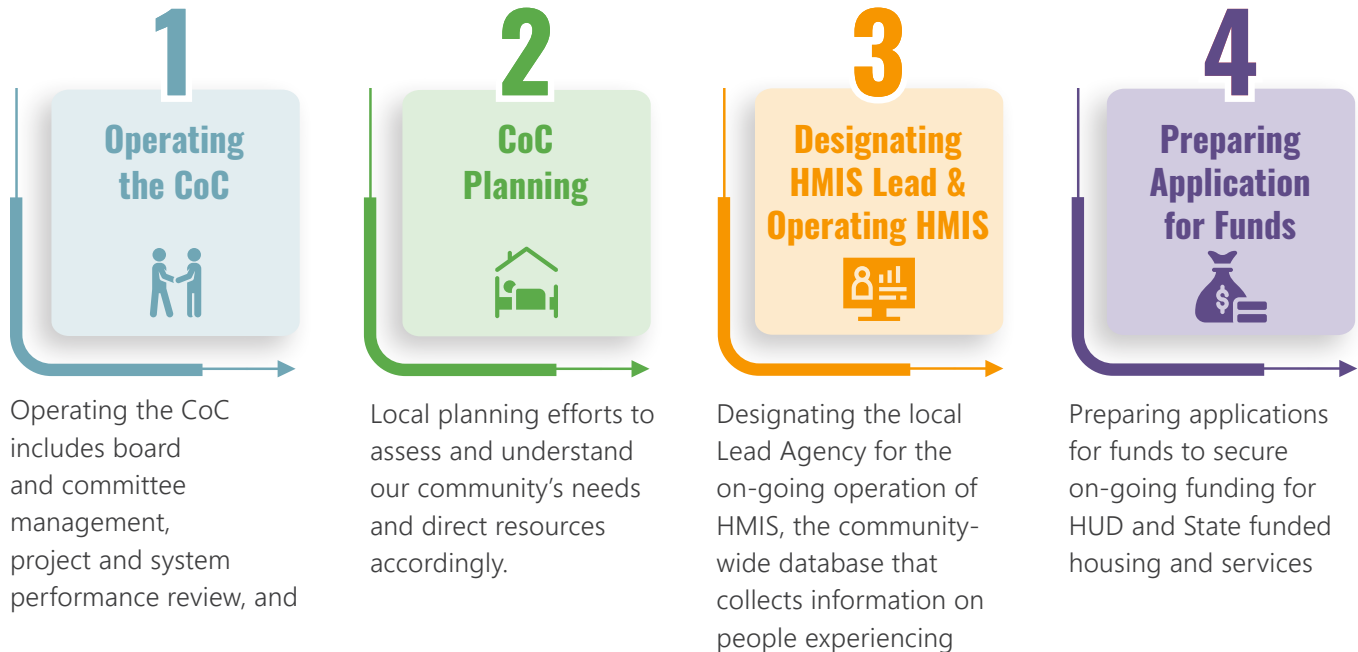 1
Operating
the CoC
Operating the CoC
includes board
and committee
management,
project and system
performance review, and
2
CoC
Planning
Local planning efforts to
assess and understand
our community’s needs
and direct resources
accordingly.
3
Designating
HMIS Lead &
Operating HMIS
Designating the local
Lead Agency for the
on-going operation of
HMIS, the community-
wide database that
collects information on
people experiencing
4
Preparing
Application
for Funds
$
Preparing applications
for funds to secure
on-going funding for
HUD and State funded
housing and services